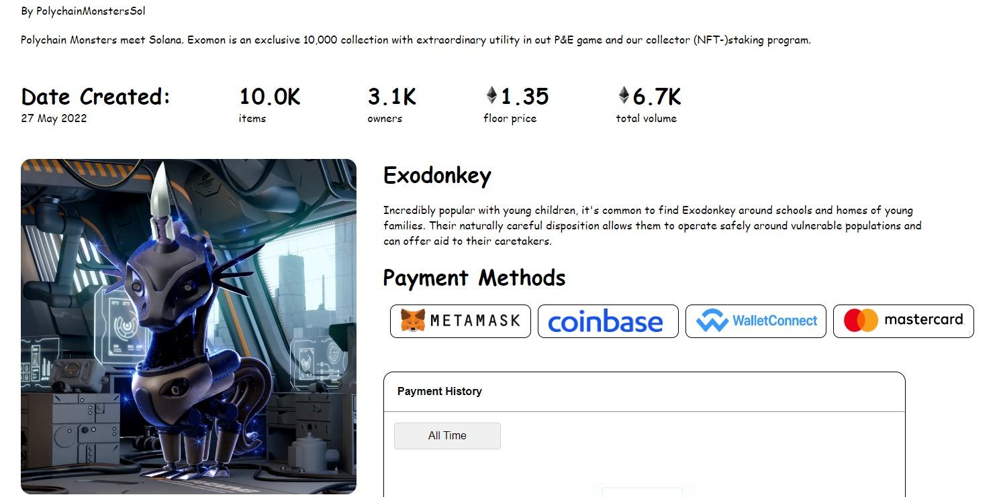 By PolychainMonstersSol
Polychain Monsters meet Solana. Exomon is an exclusive 10,000 collection with extraordinary utility in out P&E game and our collector (NFT-)staking program.
Date Created:
27 May 2022
10.0K
items
3.1K
owners
1.35
floor price
6.7K
total volume
Exodonkey
Incredibly popular with young children, it's common to find Exodonkey around schools and homes of young
families. Their naturally careful disposition allows them to operate safely around vulnerable populations and
can offer aid to their caretakers.
Payment Methods
METAMASK
coinbase
WalletConnect
mastercard
Payment History
All Time